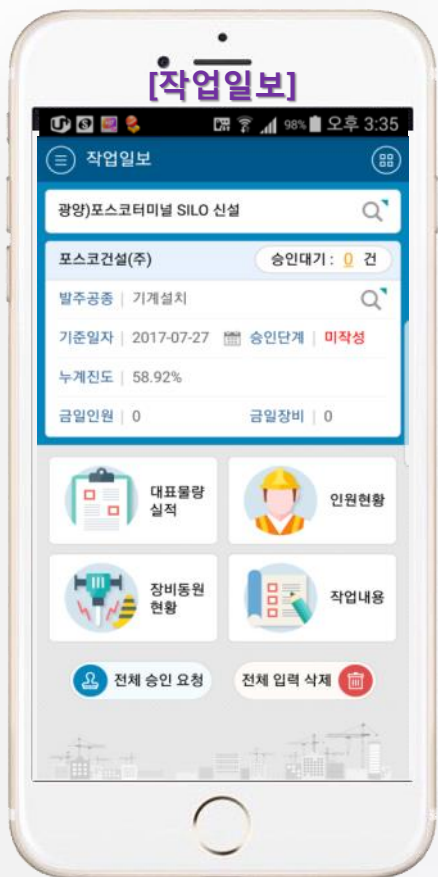 [작업일보]
98% 오후 3:35
작업일보
광양)포스코터미널 SILO 신설
포스코건설(주) 승인대기 : 0 건
발주공종 | 기계설치
기준일자 | 2017-07-27 승인단계 | 미작성
누계진도 | 58.92%
금일인원 | 0 금일장비 | 0
대표물량
실적
인원현황
장비동원
현황
작업내용
전체 승인 요청 전체 입력 삭제